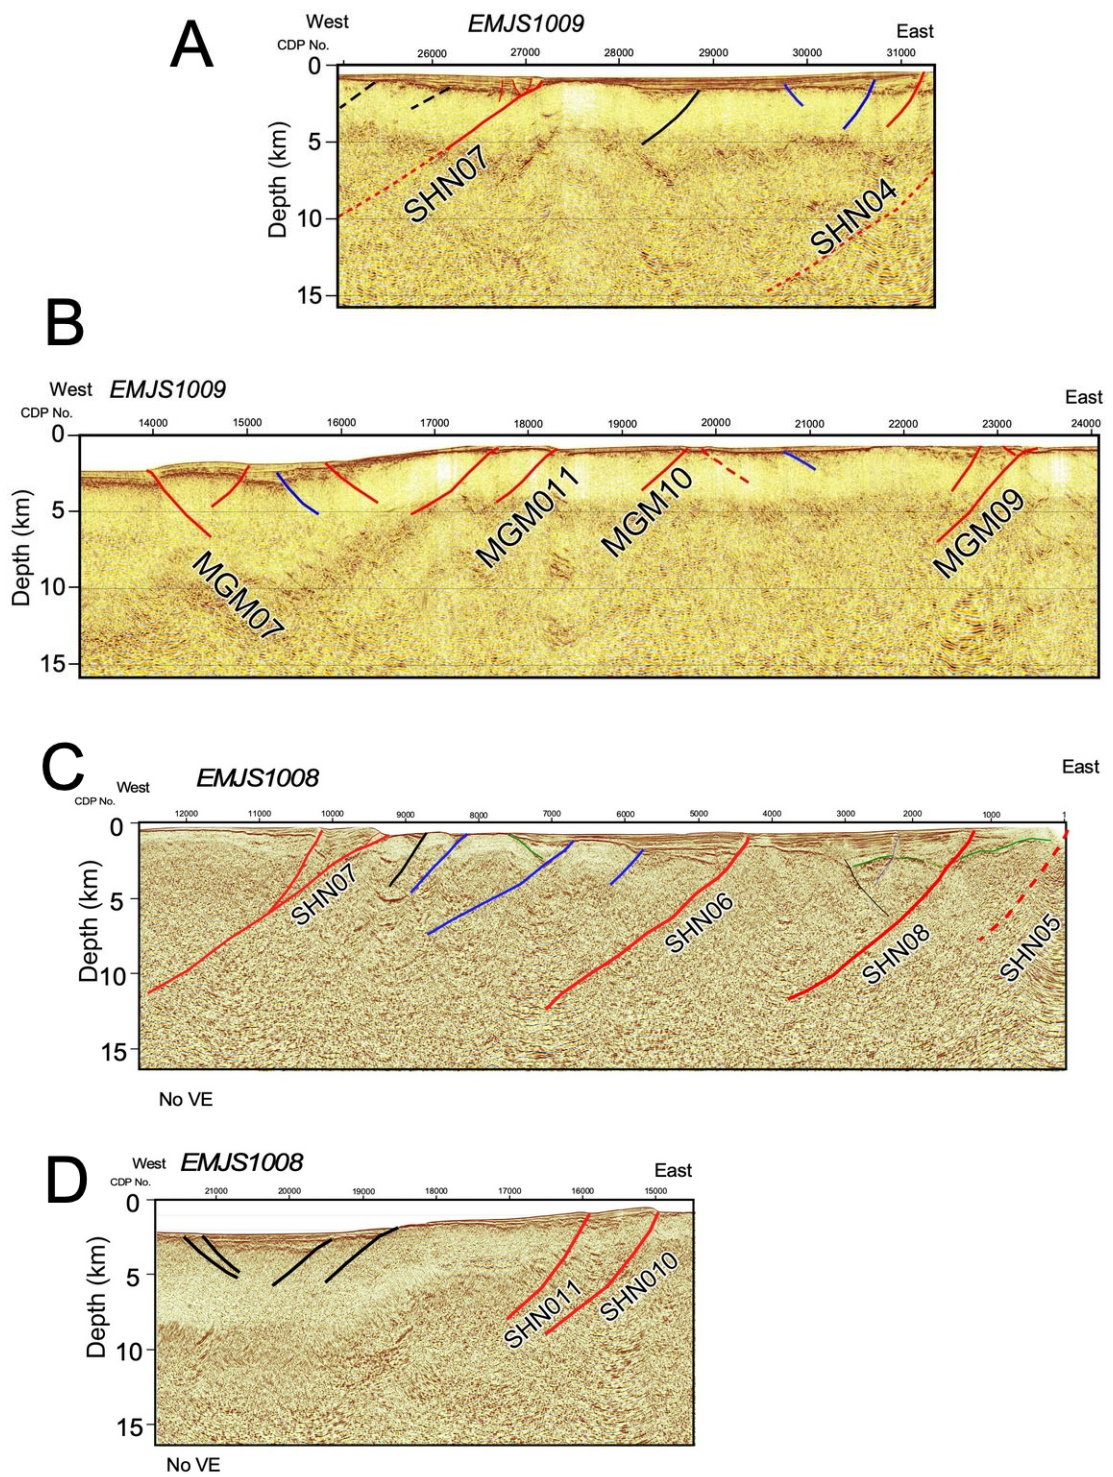 A
West EMJS1009 East
CDP No. 26000 27000 28000 29000 30000 31000
0
5
10
15
Depth (km)
SHN07
SHN04
B
West EMJS1009 East
CDP No. 14000 15000 16000 17000 18000 19000 20000 21000 22000 23000 24000
0
5
10
15
Depth (km)
MGM07
MGM011
MGM10
MGM09
C
West EMJS1008 East
CDP No. 12000 11000 10000 9000 8000 7000 6000 5000 4000 3000 2000 1000 1
0
5
10
15
Depth (km)
SHN07
SHN06
SHN08
SHN05
No VE
D
West EMJS1008 East
CDP No. 21000 20000 19000 18000 17000 16000 15000
0
5
10
15
Depth (km)
SHN011
SHN010
No VE